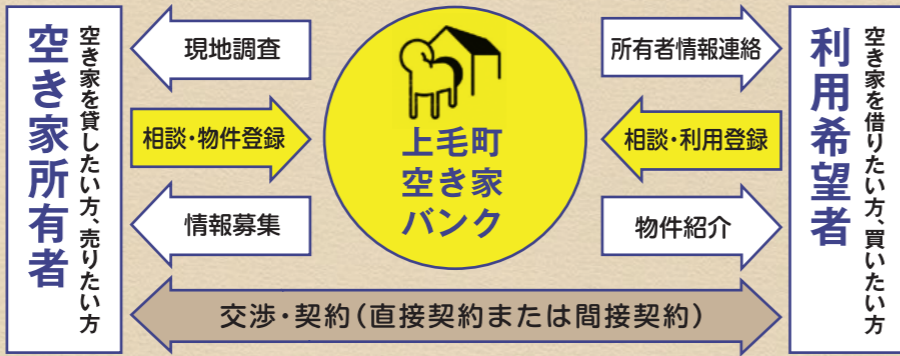 空き家を貸したい方、売りたい方
空き家所有者
現地調査
相談・物件登録
情報募集
上毛町
空き家
バンク
所有者情報連絡
相談・利用登録
物件紹介
空き家を借りたい方、買いたい方
利用希望者
交渉・契約（直接契約または間接契約）